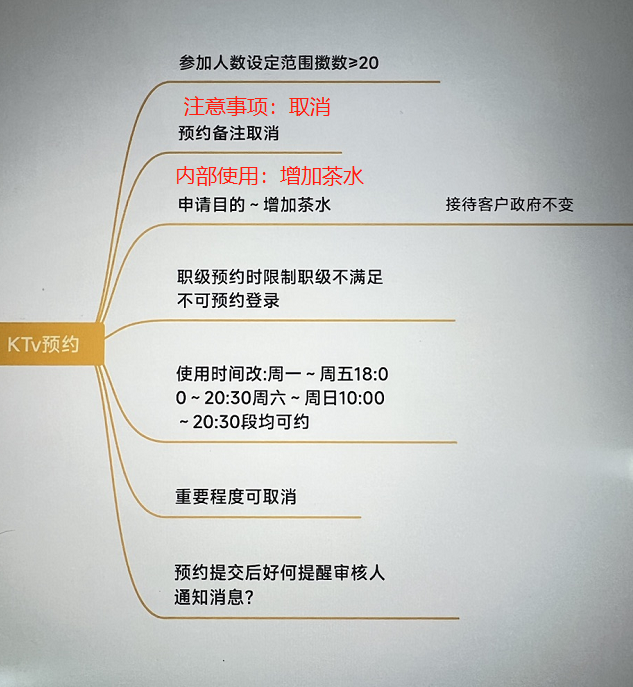 参加人数设定范围擞数≥20
注意事项：取消
预约备注取消
内部使用：增加茶水
申请目的～增加茶水
接待客户政府不变
职级预约时限制职级不满足
不可预约登录
KTv预约
使用时间改:周一～周五18:0
0～20:30周六～周日10:00
～20:30段均可约
重要程度可取消
预约提交后好何提醒审核人
通知消息?